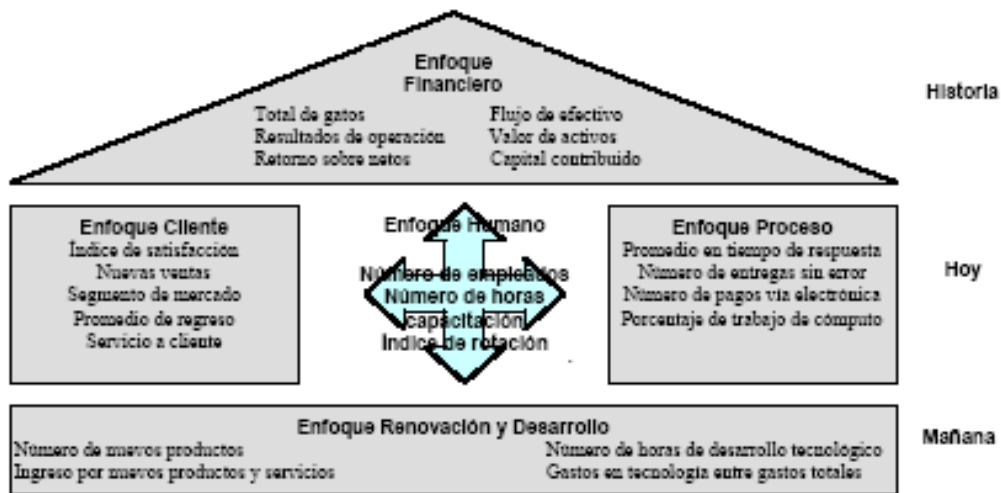 Enfoque
Financiero
Total de gatos
Resultados de operación
Retorno sobre netos
Flujo de efectivo
Valor de activos
Capital contribuido
Historia
Enfoque Cliente
Índice de satisfacción
Nuevas ventas
Segmento de mercado
Promedio de regreso
Servicio a cliente
Enfoque Humano
Número de empleados
Número de horas
capacitación
Índice de rotación
Enfoque Proceso
Promedio en tiempo de respuesta
Número de entregas sin error
Número de pagos vía electrónica
Porcentaje de trabajo de cómputo
Hoy
Enfoque Renovación y Desarrollo
Número de nuevos productos
Ingreso por nuevos productos y servicios
Número de horas de desarrollo tecnológico
Gastos en tecnología entre gastos totales
Mañana